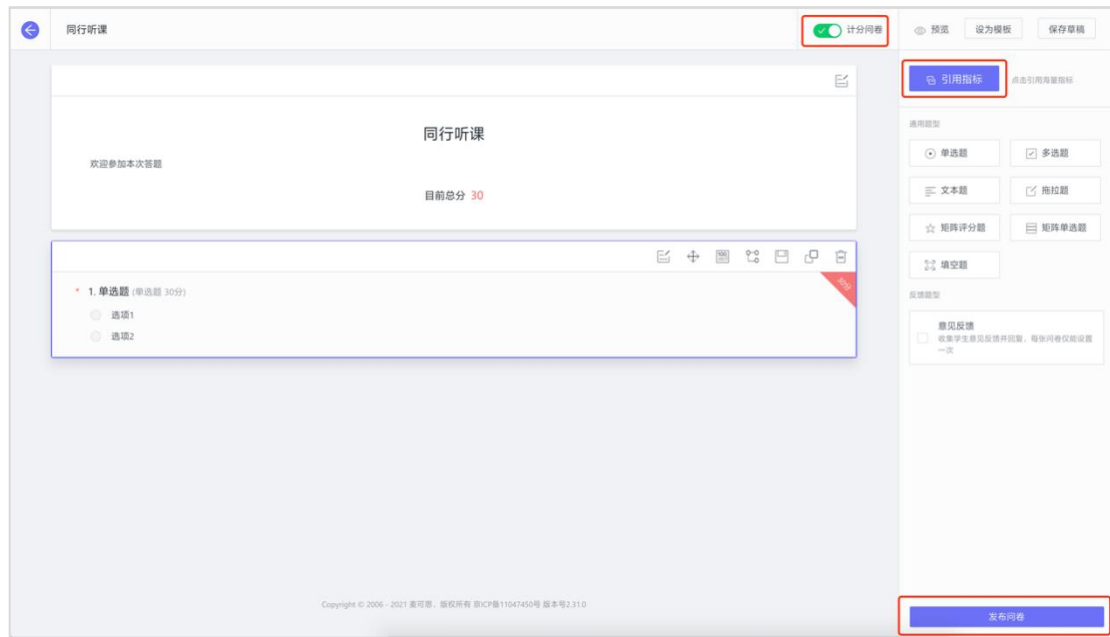 同行听课
计分问卷
预览
设为模板
保存草稿
引用指标
点击引用海量指标
同行听课
欢迎参加本次答题
目前总分 30
* 1. 单选题 (单选题 30分)
30分
选项1
选项2
通用题型
单选题
多选题
文本题
拖拉题
矩阵评分题
矩阵单选题
填空题
反馈题型
意见反馈
收集学生意见反馈并回复，每张问卷仅能设置
一次
Copyright © 2006 - 2021 麦可思，版权所有 京ICP备11047450号 版本号2.31.0
发布问卷